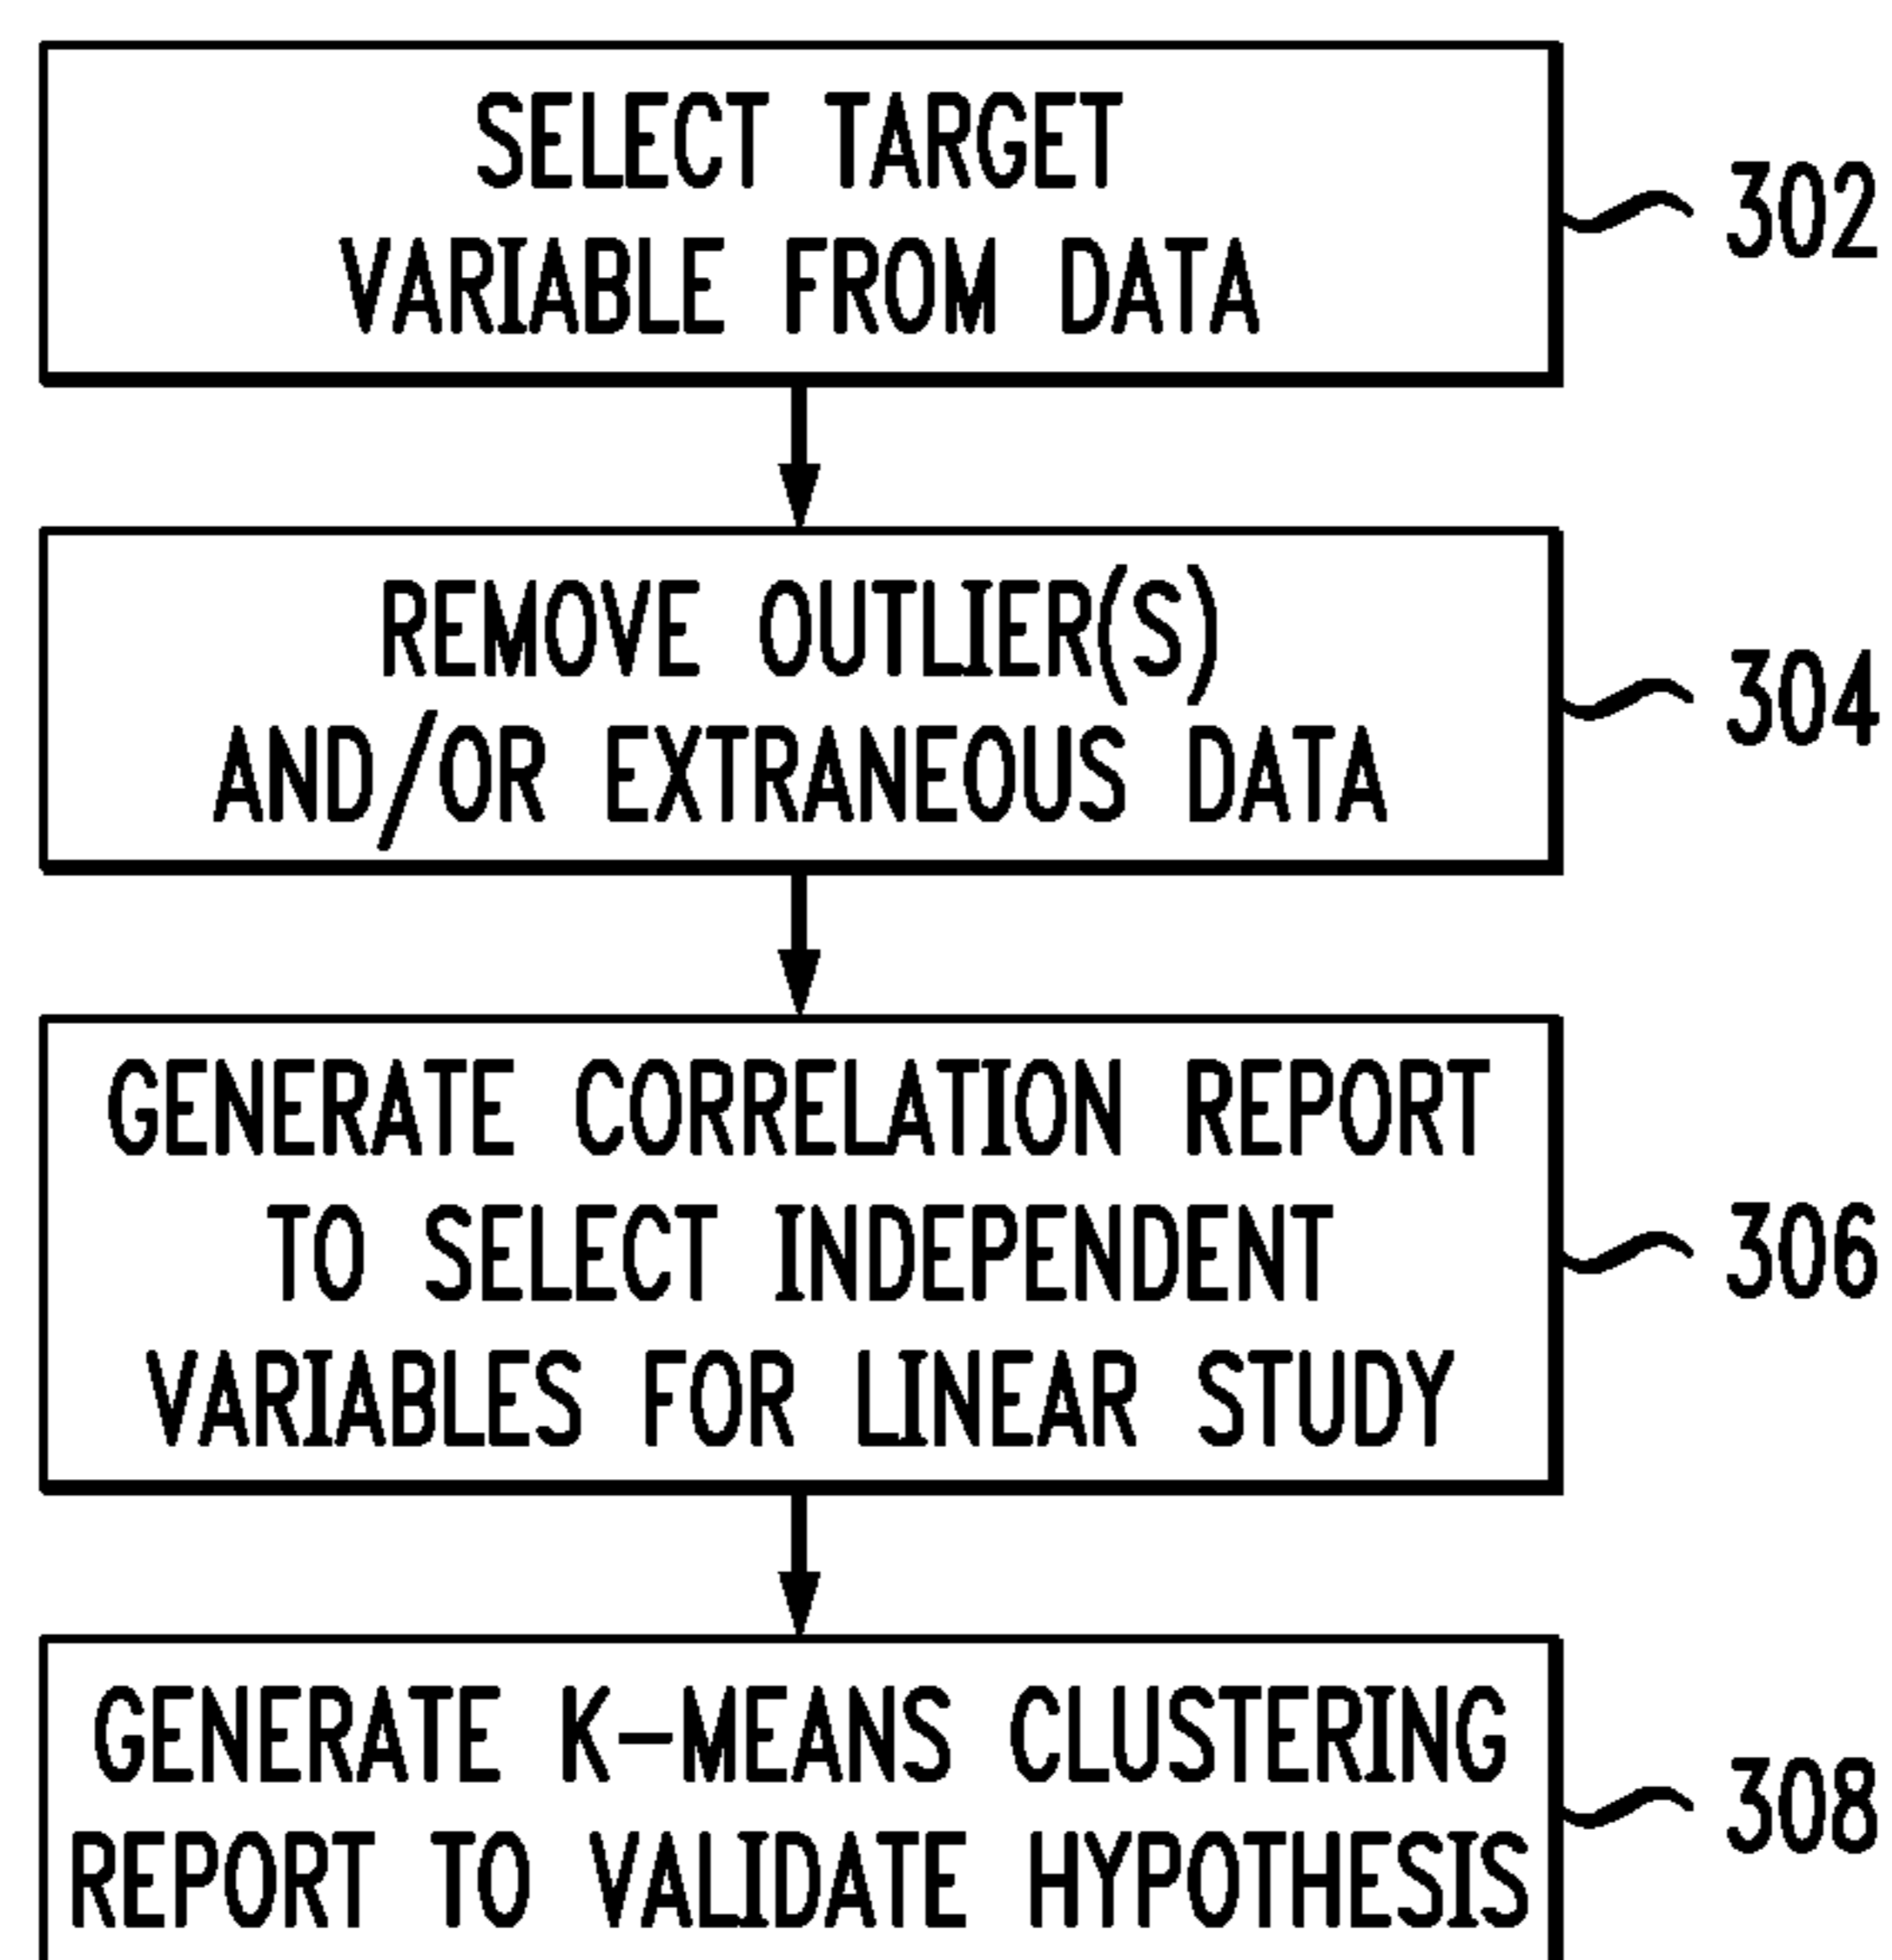 SELECT TARGET
VARIABLE FROM DATA
302
REMOVE OUTLIER(S)
AND/OR EXTRANEOUS DATA
304
GENERATE CORRELATION REPORT
TO SELECT INDEPENDENT
VARIABLES FOR LINEAR STUDY
306
GENERATE K-MEANS CLUSTERING
REPORT TO VALIDATE HYPOTHESIS
308